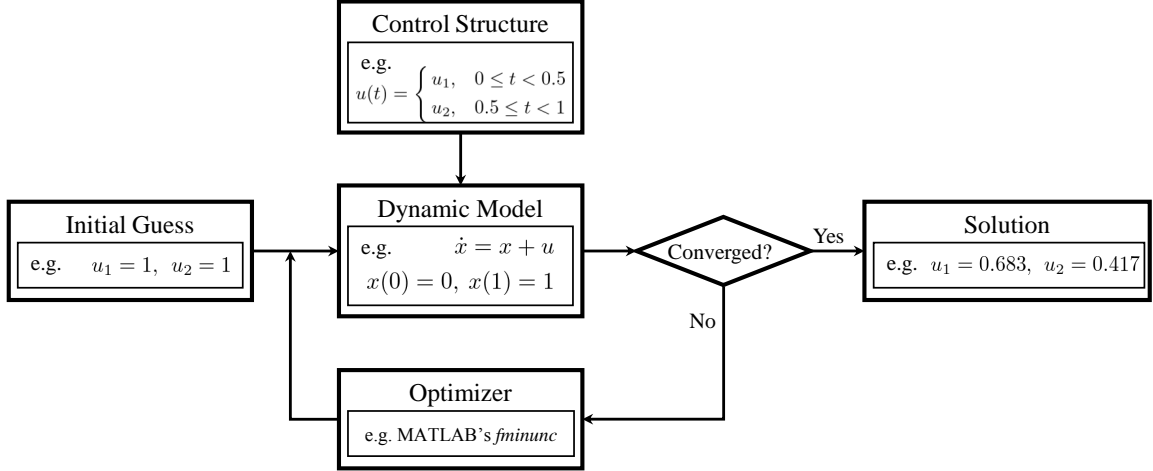 Control Structure
e.g.
u(t) = { u₁, 0 ≤ t < 0.5
u₂, 0.5 ≤ t < 1
Initial Guess
e.g. u₁ = 1, u₂ = 1
Dynamic Model
e.g. ẋ = x + u
x(0) = 0, x(1) = 1
Converged?
Yes
No
Solution
e.g. u₁ = 0.683, u₂ = 0.417
Optimizer
e.g. MATLAB's fminunc